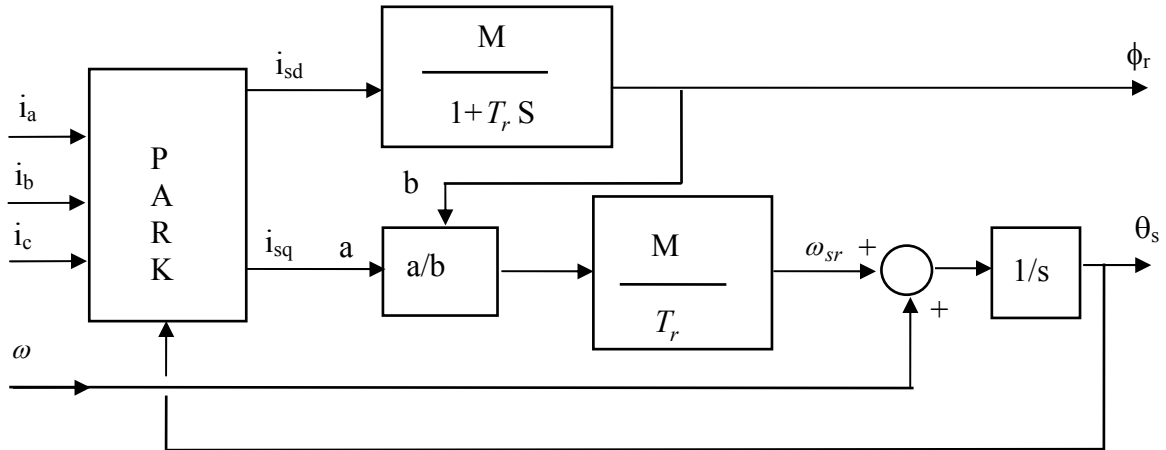 i_a
i_b
i_c
ω
P
A
R
K
i_sd
i_sq
a
b
M
1+ T_r S
a/b
M
T_r
ω_sr
+
+
1/s
ϕ_r
θ_s